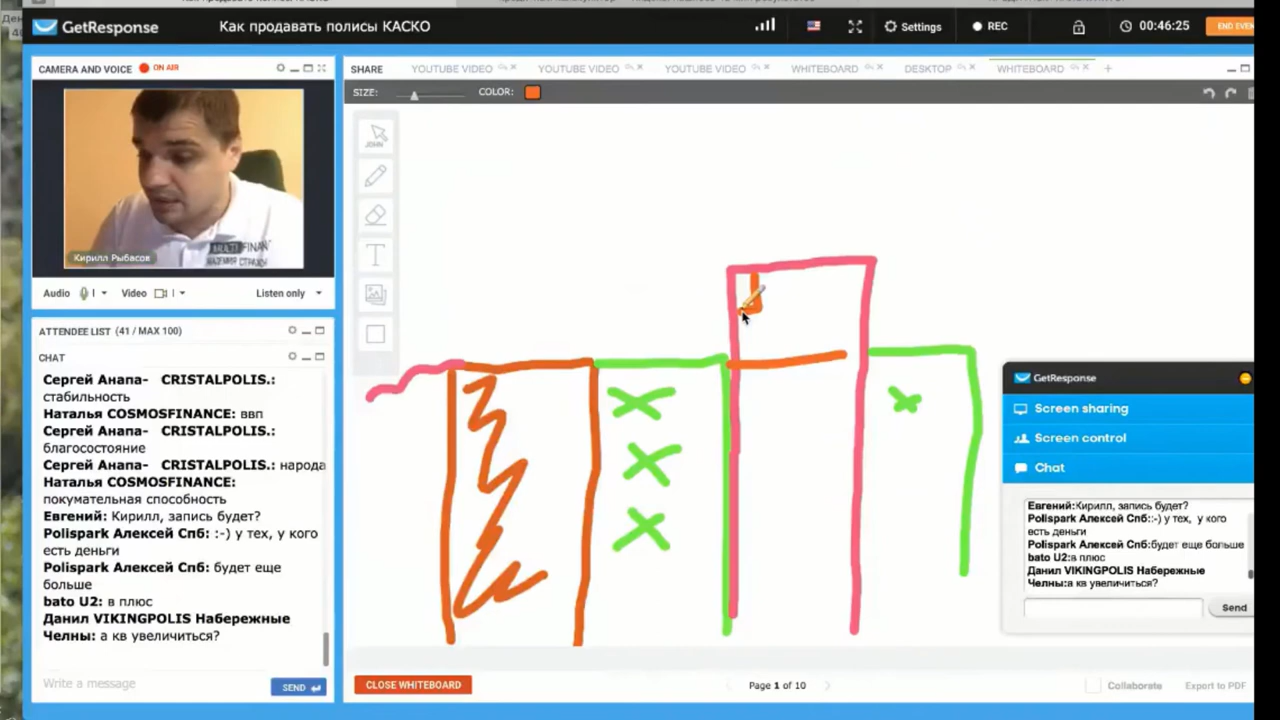 GetResponse
Как продавать полисы КАСКО
Settings
REC
00:46:25
END EVEN
CAMERA AND VOICE
ON AIR
SHARE
YOUTUBE VIDEO
YOUTUBE VIDEO
YOUTUBE VIDEO
WHITEBOARD
DESKTOP
WHITEBOARD
SIZE:
COLOR:
JOHN
T
Кирилл Рыбасов
Audio
Video
Listen only
ATTENDEE LIST (41 / MAX 100)
CHAT
Сергей Анапа- CRISTALPOLIS.:
стабильность
Наталья COSMOSFINANCE: ввп
Сергей Анапа- CRISTALPOLIS.:
благосостояние
Сергей Анапа- CRISTALPOLIS.: народа
Наталья COSMOSFINANCE:
покумательная способность
Евгений: Кирилл, запись будет?
Polispark Алексей Спб: :-) у тех, у кого
есть деньги
Polispark Алексей Спб: будет еще
больше
bato U2: в плюс
Данил VIKINGPOLIS Набережные
Челны: а кв увеличиться?
Write a message
SEND
GetResponse
Screen sharing
Screen control
Chat
Евгений:Кирилл, запись будет?
Polispark Алексей Спб::-) у тех, у кого
есть деньги
Polispark Алексей Спб:будет еще больше
bato U2:в плюс
Данил VIKINGPOLIS Набережные
Челны:а кв увеличиться?
Send
CLOSE WHITEBOARD
Page 1 of 10
Collaborate
Export to PDF